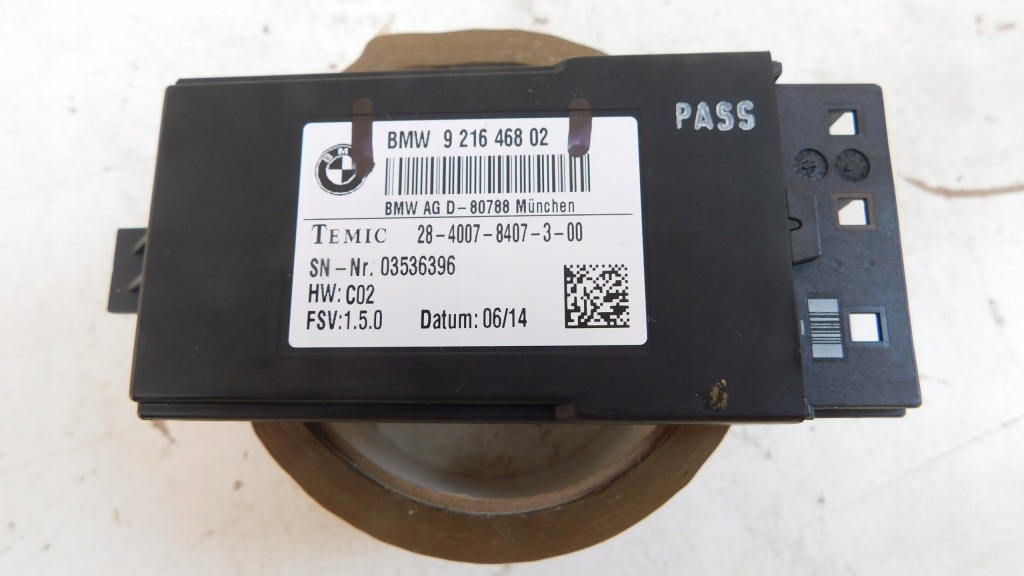 PASS
BMW
BMW 9 216 468 02
BMW AG D-80788 München
TEMIC 28-4007-8407-3-00
SN-Nr. 03536396
HW: C02
FSV:1.5.0 Datum: 06/14